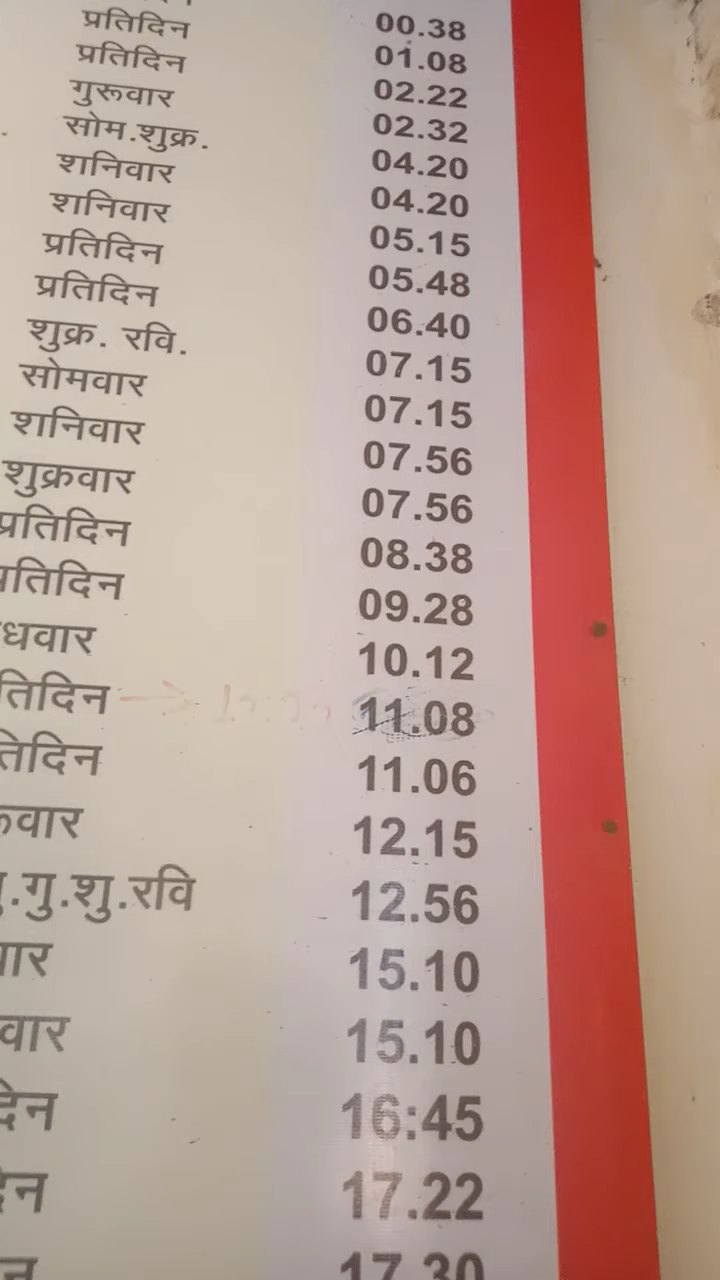 00.38
प्रतिदिन 01.08
प्रतिदिन 02.22
गुरूवार 02.32
सोम.शुक्र. 04.20
शनिवार 04.20
शनिवार 05.15
प्रतिदिन 05.48
प्रतिदिन 06.40
शुक्र. रवि. 07.15
सोमवार 07.15
शनिवार 07.56
शुक्रवार 07.56
प्रतिदिन 08.38
प्रतिदिन 09.28
धवार 10.12
तिदिन 11.08
तिदिन 11.06
वार 12.15
.गु.शु.रवि 12.56
वार 15.10
वार 15.10
दिन 16:45
दिन 17.22
न 17.30